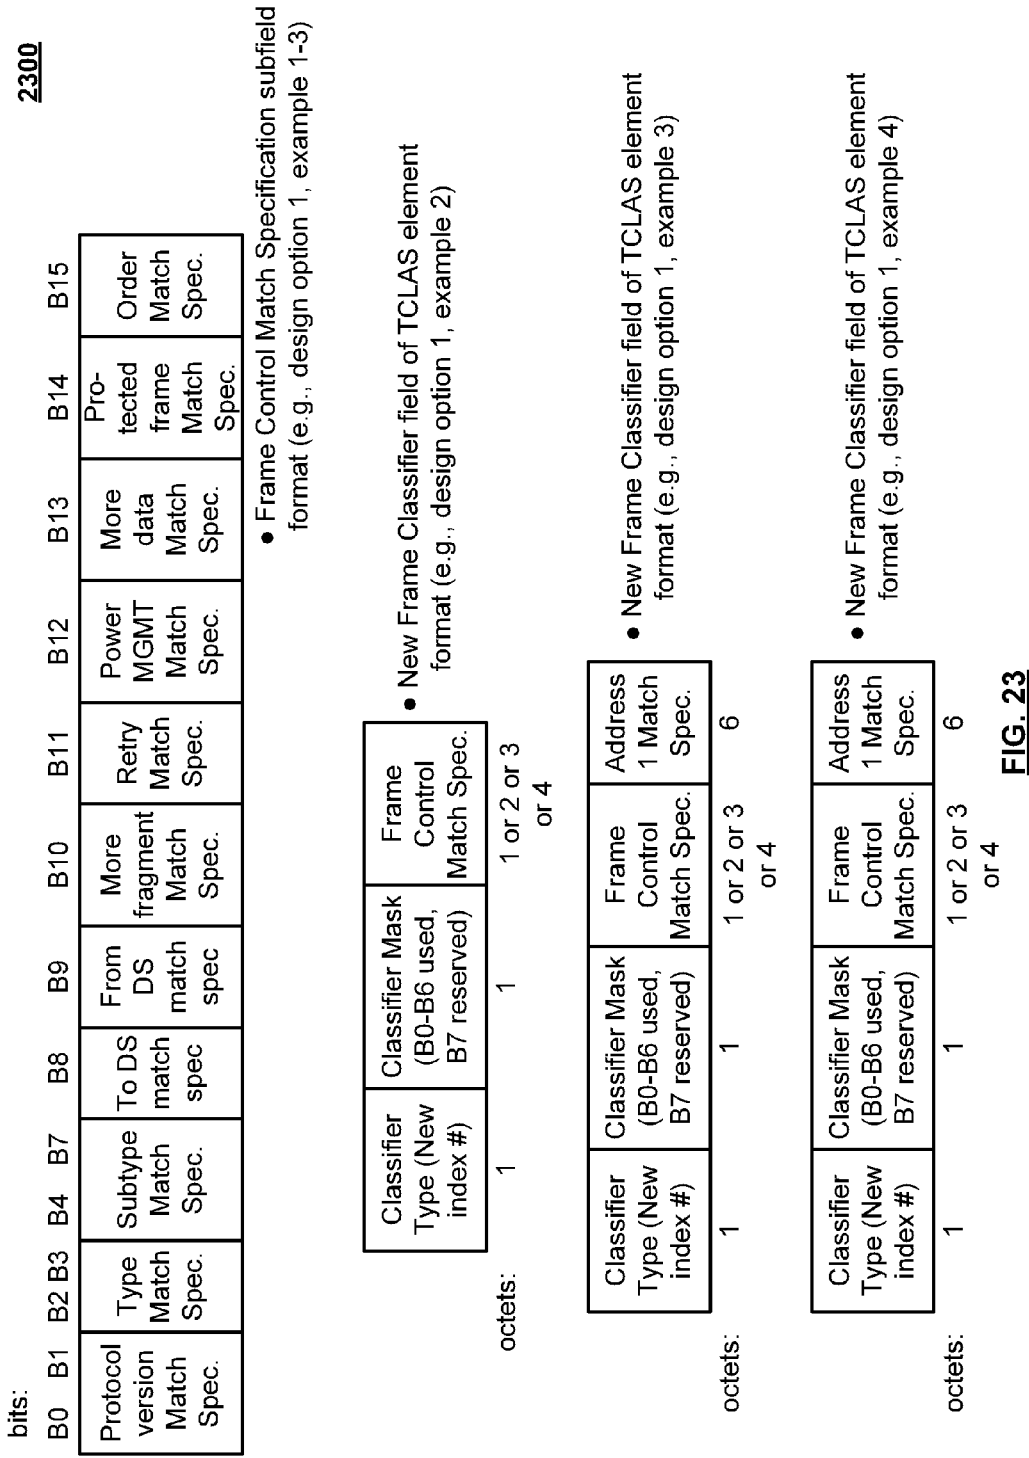 2300
bits:
B0 B1 B2 B3 B4 B7 B8 B9 B10 B11 B12 B13 B14 B15
Protocol
version
Match
Spec.
Type
Match
Spec.
Subtype
Match
Spec.
To DS
match
spec
From
DS
match
spec
More
fragment
Match
Spec.
Retry
Match
Spec.
Power
MGMT
Match
Spec.
More
data
Match
Spec.
Pro-
tected
frame
Match
Spec.
Order
Match
Spec.
● Frame Control Match Specification subfield
format (e.g., design option 1, example 1-3)
Classifier
Type (New
index #)
Classifier Mask
(B0-B6 used,
B7 reserved)
Frame
Control
Match Spec.
● New Frame Classifier field of TCLAS element
format (e.g., design option 1, example 2)
octets: 1 1 1 or 2 or 3
or 4
Classifier
Type (New
index #)
Classifier Mask
(B0-B6 used,
B7 reserved)
Frame
Control
Match Spec.
Address
1 Match
Spec.
● New Frame Classifier field of TCLAS element
format (e.g., design option 1, example 3)
octets: 1 1 1 or 2 or 3 6
or 4
Classifier
Type (New
index #)
Classifier Mask
(B0-B6 used,
B7 reserved)
Frame
Control
Match Spec.
Address
1 Match
Spec.
● New Frame Classifier field of TCLAS element
format (e.g., design option 1, example 4)
octets: 1 1 1 or 2 or 3 6
or 4
FIG. 23